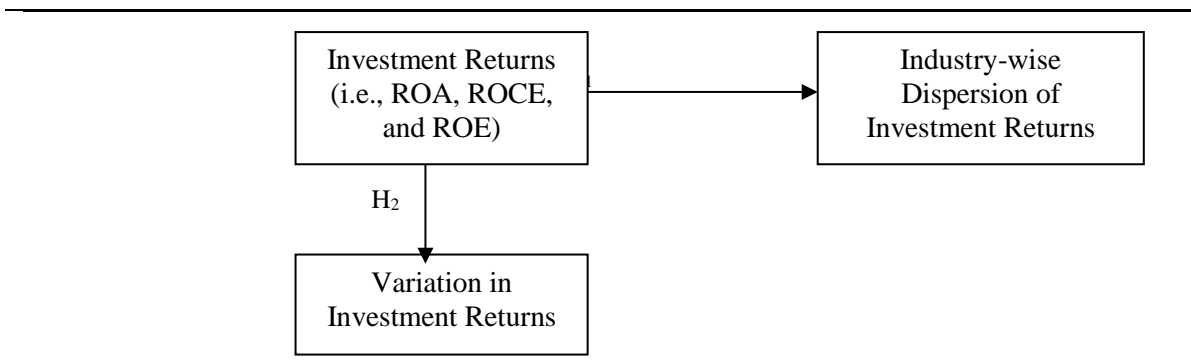 Investment Returns
(i.e., ROA, ROCE,
and ROE)
Industry-wise
Dispersion of
Investment Returns
H₂
Variation in
Investment Returns